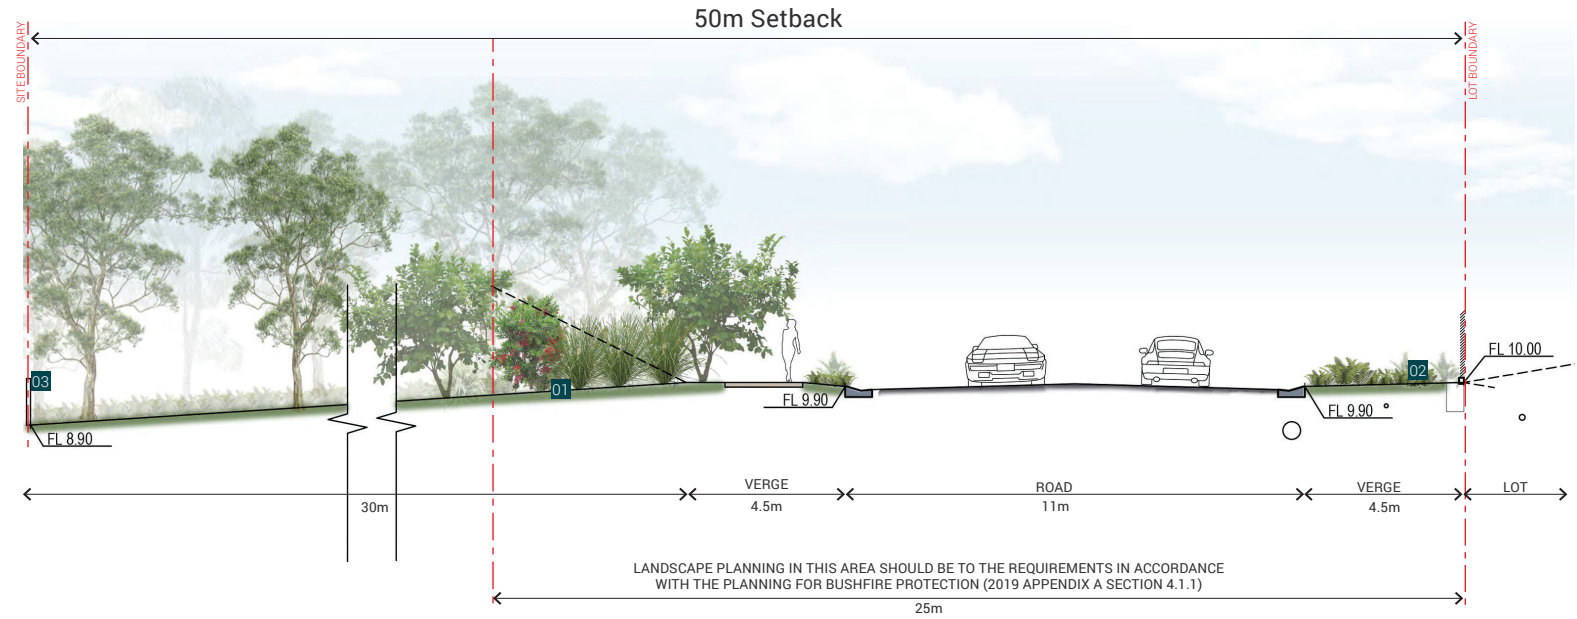 50m Setback
SITE BOUNDARY
LOT BOUNDARY
03
01
02
FL 10.00
FL 9.90
FL 9.90
FL 8.90
VERGE
ROAD
VERGE
LOT
30m
4.5m
11m
4.5m
LANDSCAPE PLANNING IN THIS AREA SHOULD BE TO THE REQUIREMENTS IN ACCORDANCE
WITH THE PLANNING FOR BUSHFIRE PROTECTION (2019 APPENDIX A SECTION 4.1.1)
25m